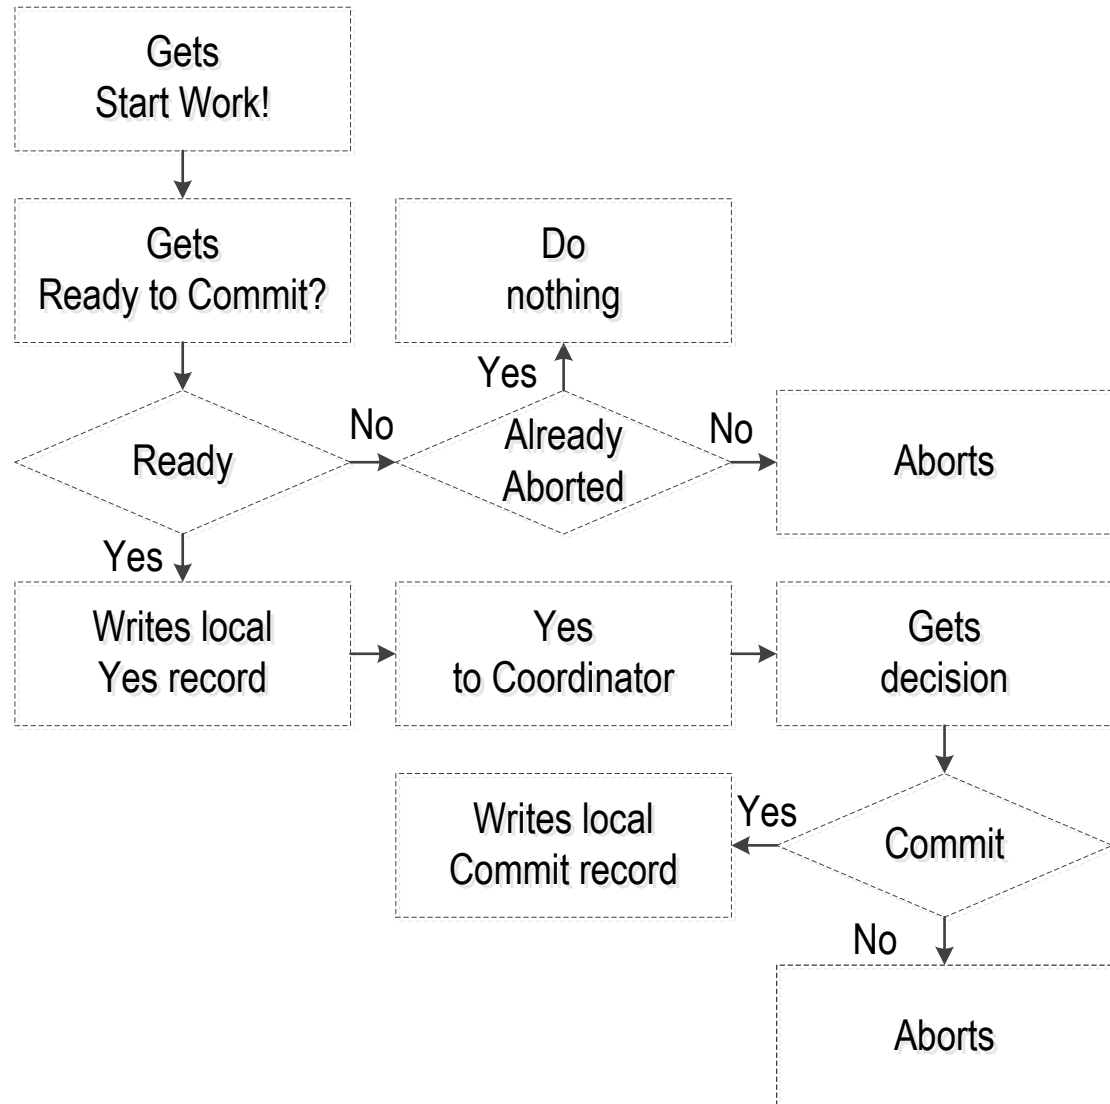 Gets
Start Work!
Gets
Ready to Commit?
Do
nothing
Yes
Ready
No
Already
Aborted
No
Aborts
Yes
Writes local
Yes record
Yes
to Coordinator
Gets
decision
Writes local
Commit record
Yes
Commit
No
Aborts